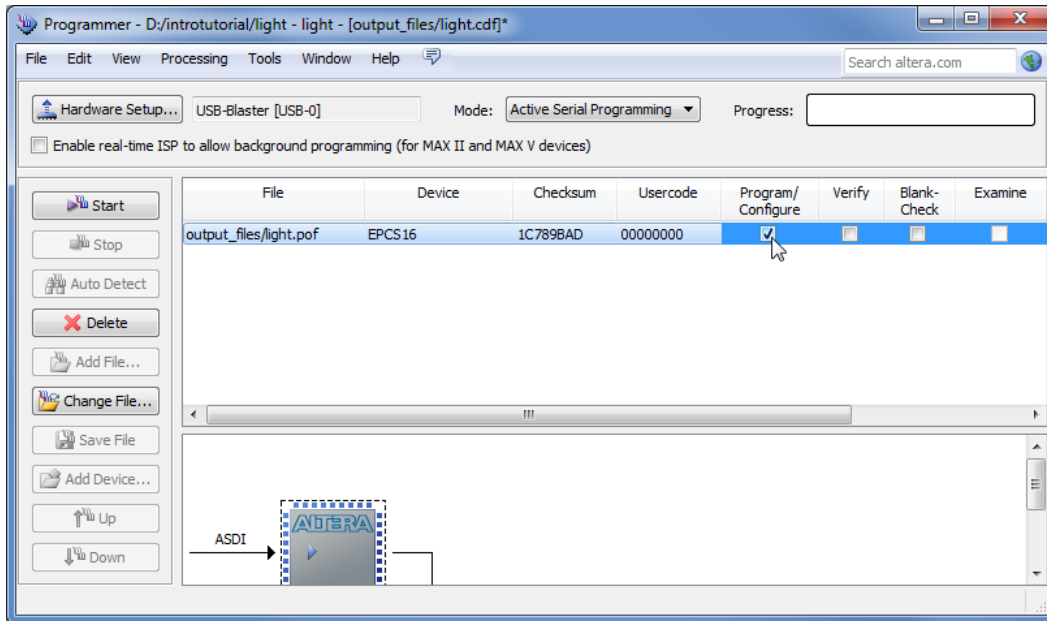 Programmer - D:/introtutorial/light - light - [output_files/light.cdf]*
File Edit View Processing Tools Window Help Search altera.com
Hardware Setup... USB-Blaster [USB-0] Mode: Active Serial Programming Progress:
Enable real-time ISP to allow background programming (for MAX II and MAX V devices)
Start
Stop
Auto Detect
Delete
Add File...
Change File...
Save File
Add Device...
Up
Down
File Device Checksum Usercode Program/ Verify Blank- Examine
Configure Check
output_files/light.pof EPCS16 1C789BAD 00000000
ALTERA
ASDI